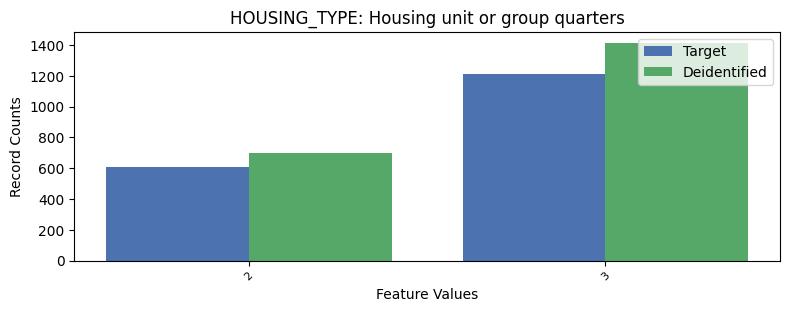 HOUSING_TYPE: Housing unit or group quarters
1400
1200
1000
800
600
400
200
0
Record Counts
Target
Deidentified
2
3
Feature Values